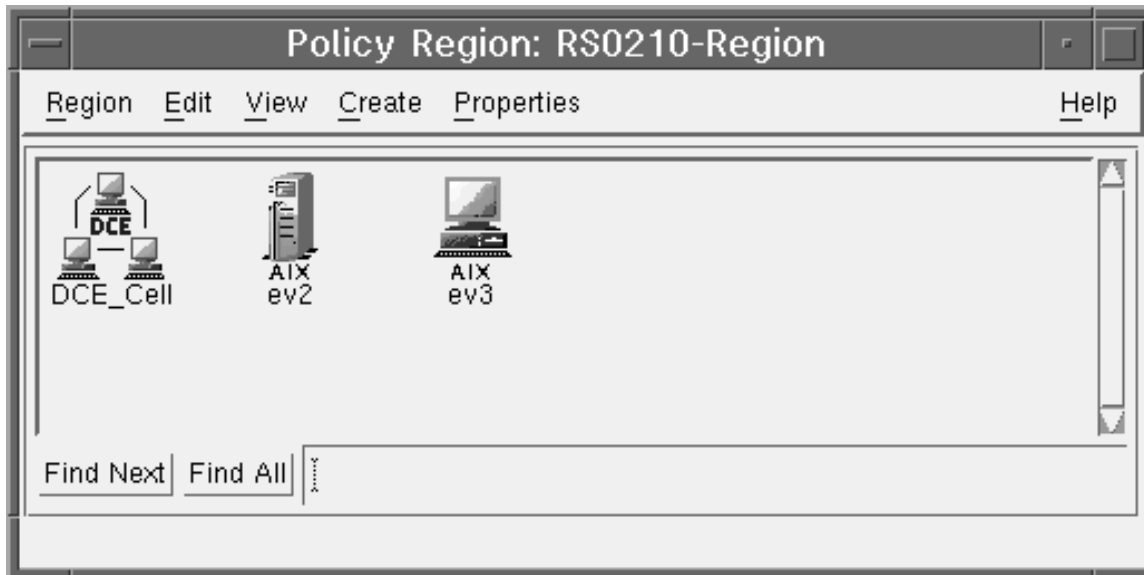 Policy Region: RS0210-Region
Region Edit View Create Properties Help
DCE
AIX AIX
DCE_Cell ev2 ev3
Find Next Find All